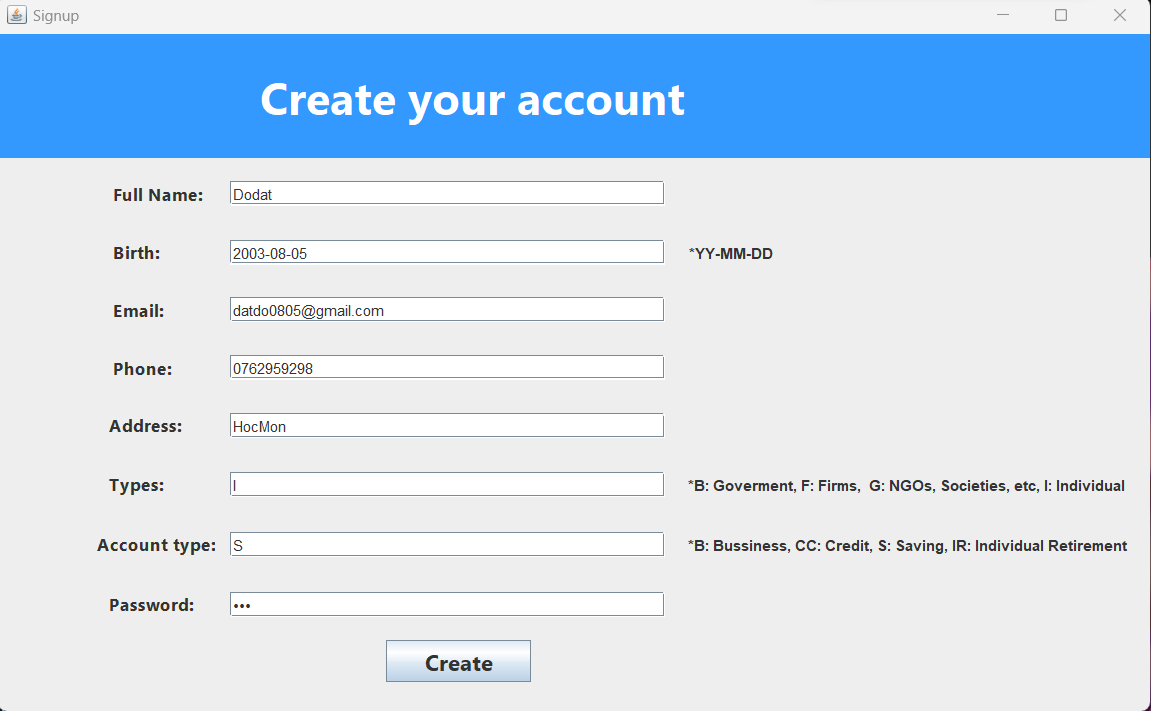 Signup
Create your account
Full Name: Dodat
Birth: 2003-08-05 *YY-MM-DD
Email: datdo0805@gmail.com
Phone: 0762959298
Address: HocMon
Types: I *B: Goverment, F: Firms,  G: NGOs, Societies, etc, I: Individual
Account type: S *B: Bussiness, CC: Credit, S: Saving, IR: Individual Retirement
Password: •••
Create